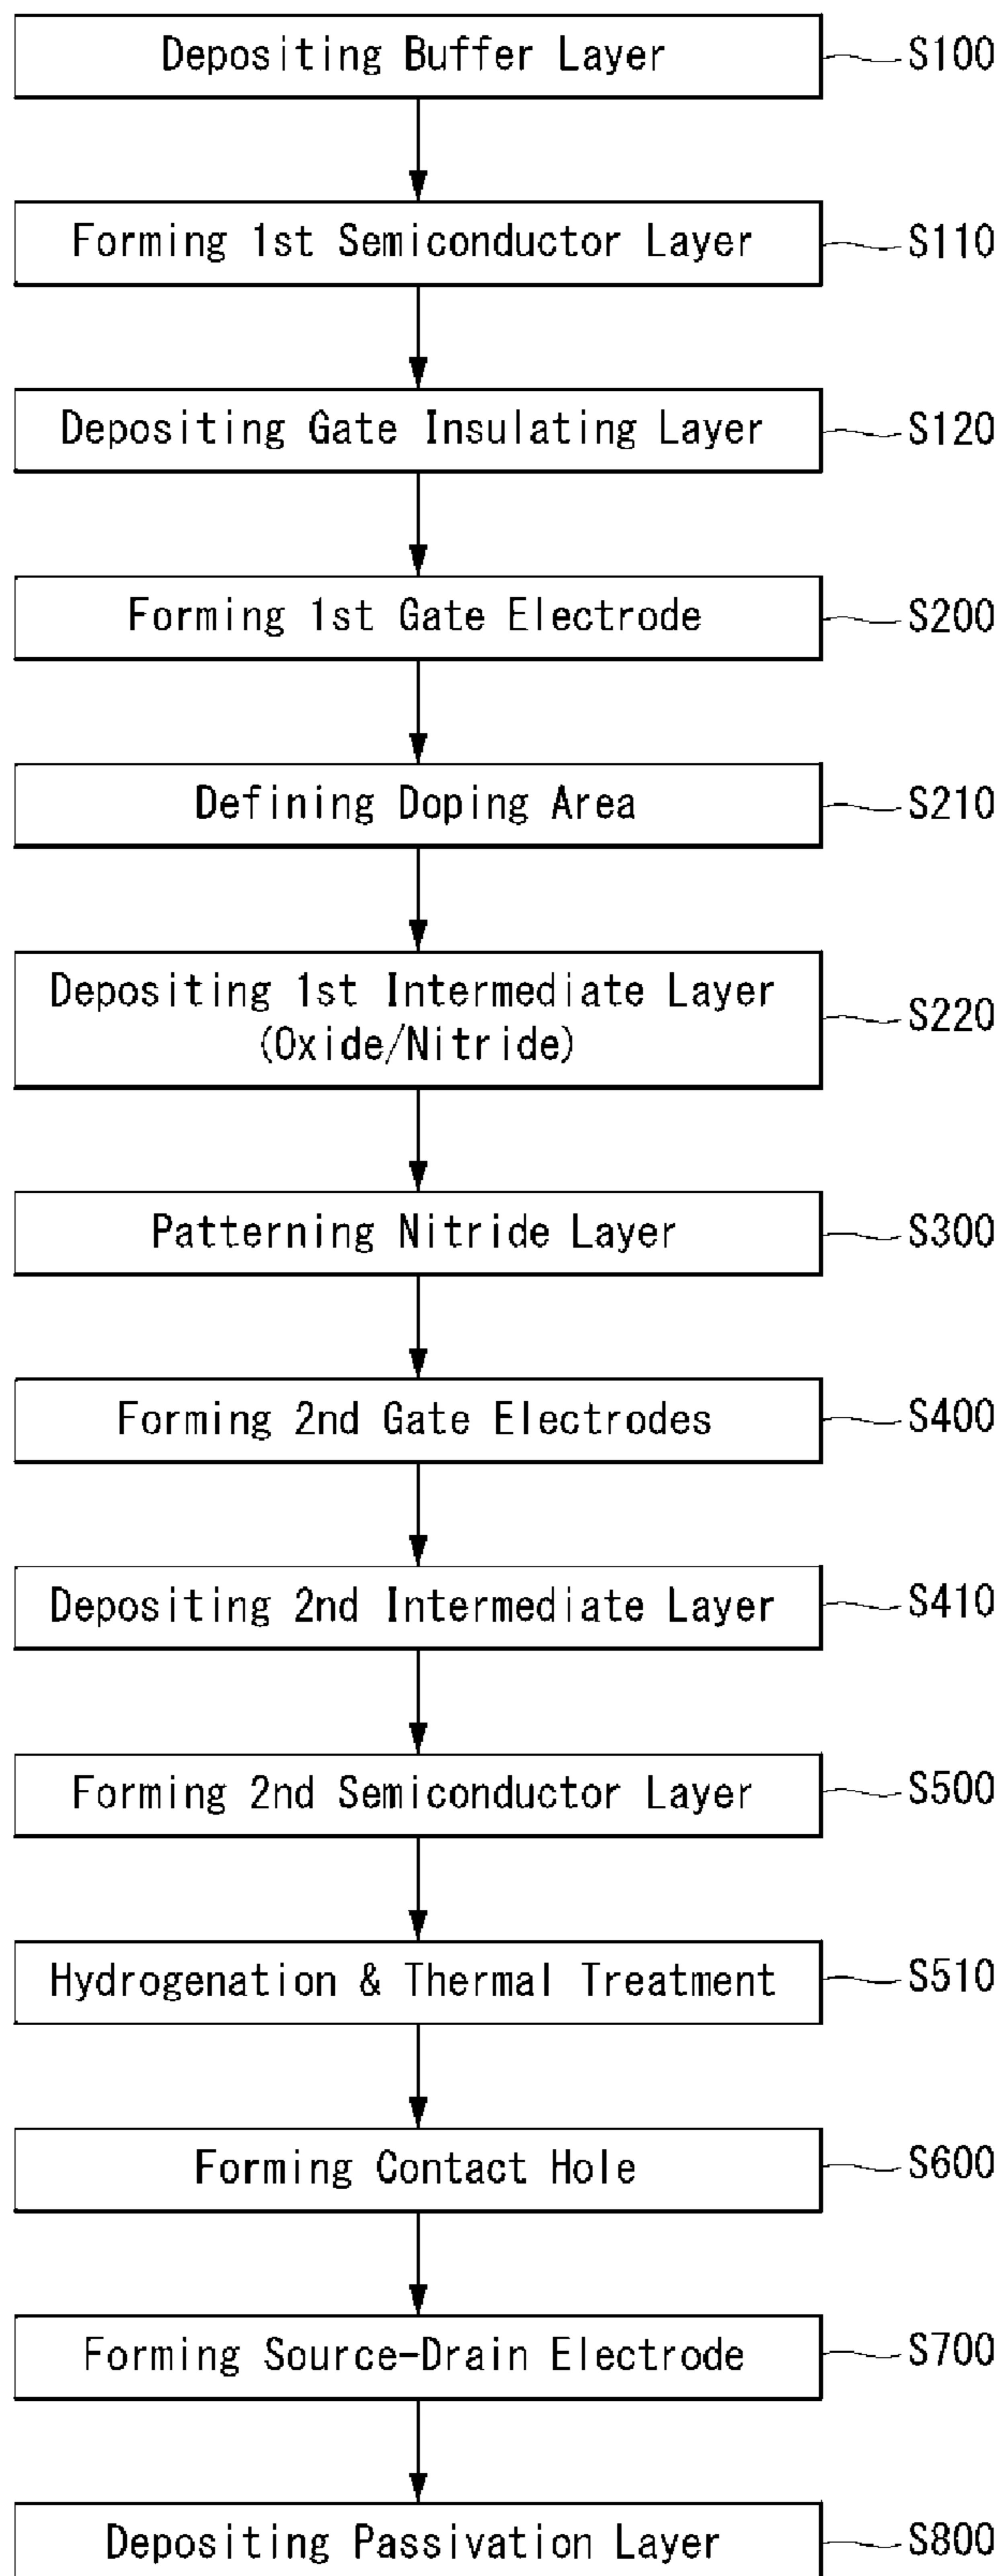 Depositing Buffer Layer S100
Forming 1st Semiconductor Layer S110
Depositing Gate Insulating Layer S120
Forming 1st Gate Electrode S200
Defining Doping Area S210
Depositing 1st Intermediate Layer
(Oxide/Nitride) S220
Patterning Nitride Layer S300
Forming 2nd Gate Electrodes S400
Depositing 2nd Intermediate Layer S410
Forming 2nd Semiconductor Layer S500
Hydrogenation & Thermal Treatment S510
Forming Contact Hole S600
Forming Source-Drain Electrode S700
Depositing Passivation Layer S800